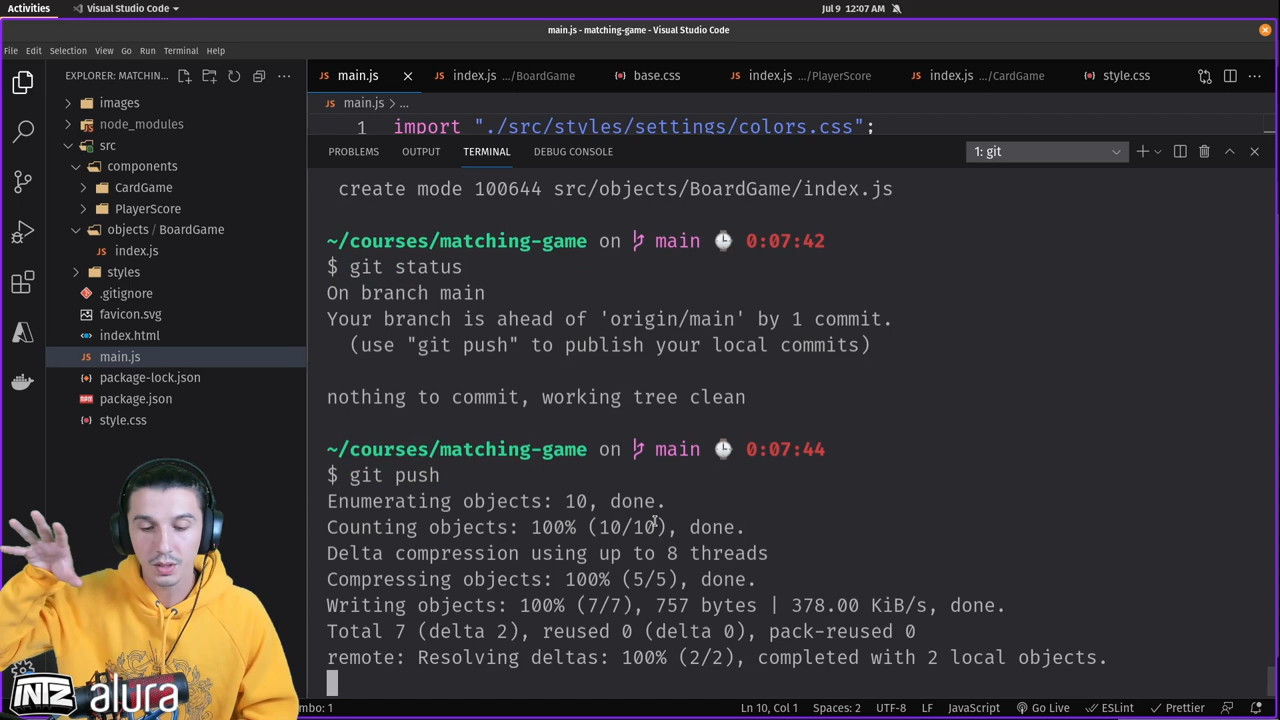 Activities
Visual Studio Code
Jul 9 12:07 AM
main.js - matching-game - Visual Studio Code
File Edit Selection View Go Run Terminal Help
EXPLORER: MATCHIN...
main.js
index.js .../BoardGame
base.css
index.js .../PlayerScore
index.js .../CardGame
style.css
images
node_modules
src
components
CardGame
PlayerScore
objects / BoardGame
index.js
styles
.gitignore
favicon.svg
index.html
main.js
package-lock.json
package.json
style.css
main.js > ...
1 import "./src/styles/settings/colors.css";
PROBLEMS OUTPUT TERMINAL DEBUG CONSOLE
1: git
create mode 100644 src/objects/BoardGame/index.js
~/courses/matching-game on main 0:07:42
$ git status
On branch main
Your branch is ahead of 'origin/main' by 1 commit.
(use "git push" to publish your local commits)
nothing to commit, working tree clean
~/courses/matching-game on main 0:07:44
$ git push
Enumerating objects: 10, done.
Counting objects: 100% (10/10), done.
Delta compression using up to 8 threads
Compressing objects: 100% (5/5), done.
Writing objects: 100% (7/7), 757 bytes | 378.00 KiB/s, done.
Total 7 (delta 2), reused 0 (delta 0), pack-reused 0
remote: Resolving deltas: 100% (2/2), completed with 2 local objects.
INTZ alura
mbo: 1
Ln 10, Col 1 Spaces: 2 UTF-8 LF JavaScript Go Live ESLint Prettier